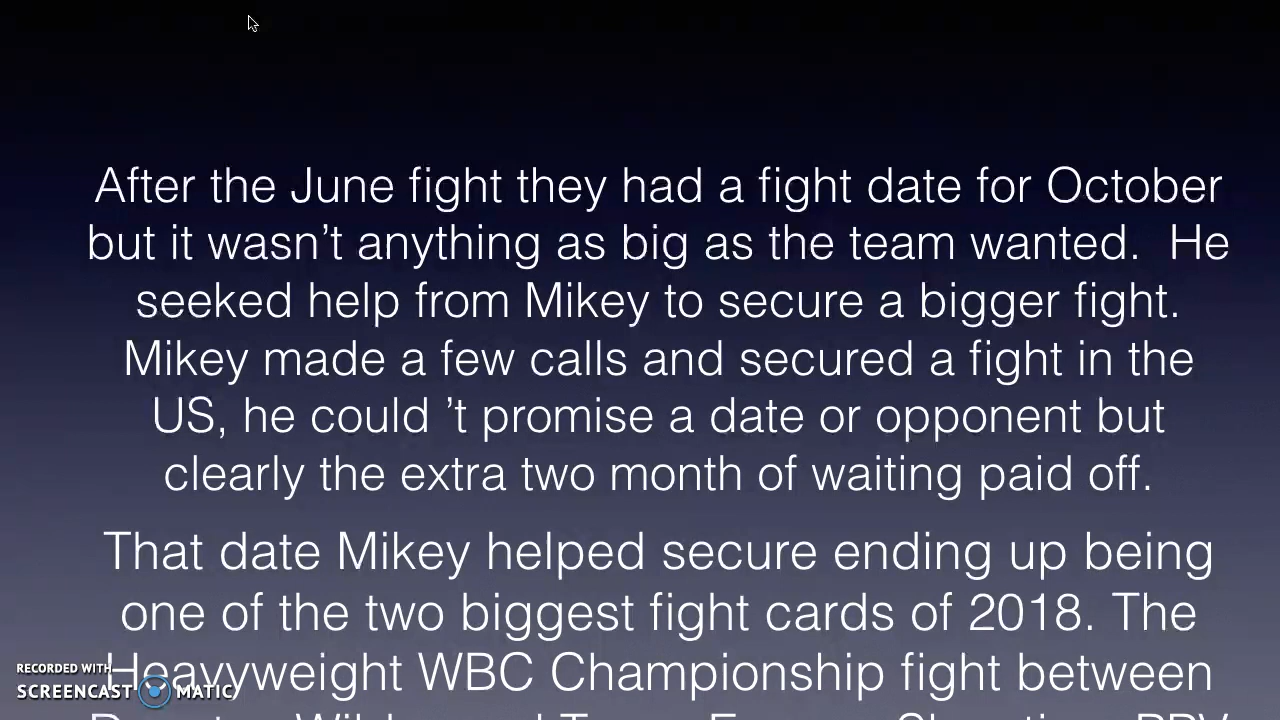 After the June fight they had a fight date for October
but it wasn’t anything as big as the team wanted.  He
seeked help from Mikey to secure a bigger fight.
Mikey made a few calls and secured a fight in the
US, he could ’t promise a date or opponent but
clearly the extra two month of waiting paid off.
That date Mikey helped secure ending up being
one of the two biggest fight cards of 2018. The
Heavyweight WBC Championship fight between
RECORDED WITH
SCREENCAST MATIC